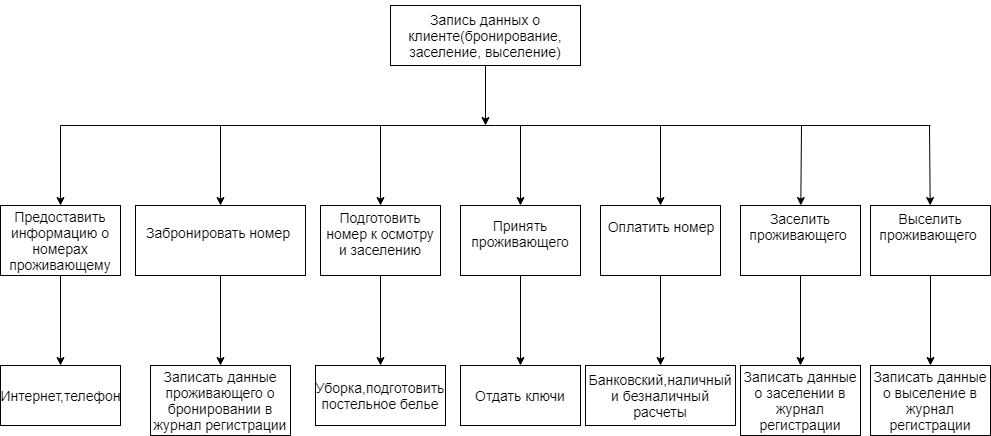 Запись данных о
клиенте(бронирование,
заселение, выселение)
Предоставить
информацию о
номерах
проживающему
Забронировать номер
Подготовить
номер к осмотру
и заселению
Принять
проживающего
Оплатить номер
Заселить
проживающего
Выселить
проживающего
Интернет,телефон
Записать данные
проживающего о
бронировании в
журнал регистрации
Уборка,подготовить
постельное белье
Отдать ключи
Банковский,наличный
и безналичный
расчеты
Записать данные
о заселении в
журнал
регистрации
Записать данные
о выселение в
журнал
регистрации